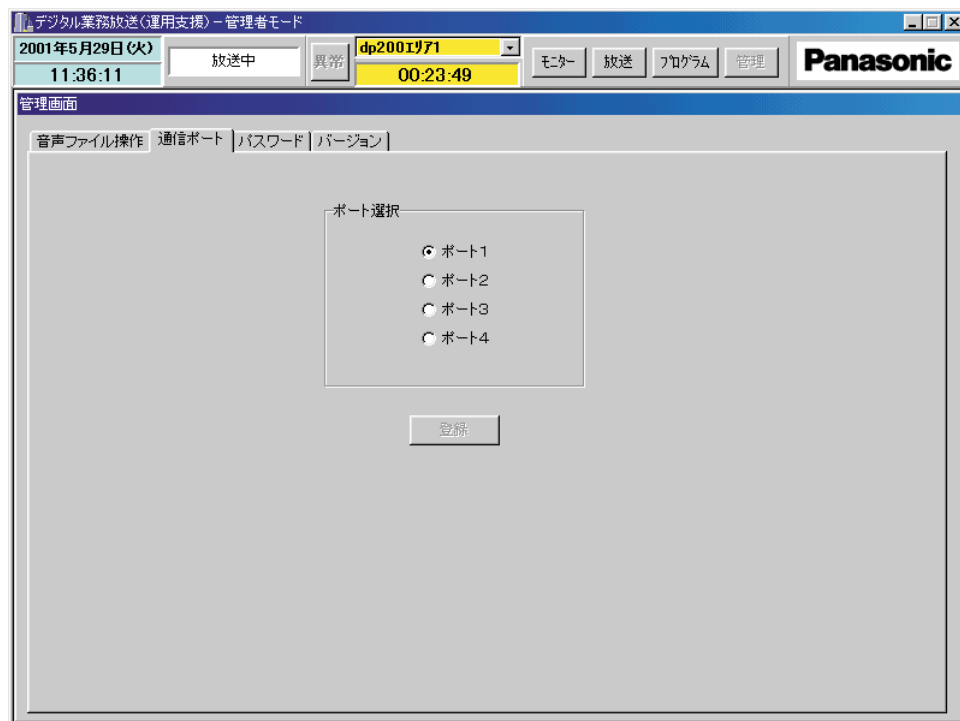 デジタル業務放送(運用支援)－管理者モード
2001年5月29日(火)
11:36:11
放送中
異常
dp200ｴﾘｱ1
00:23:49
ﾓﾆﾀｰ
放送
ﾌﾟﾛｸﾞﾗﾑ
管理
Panasonic
管理画面
音声ファイル操作
通信ポート
パスワード
バージョン
ポート選択
ポート1
ポート2
ポート3
ポート4
登録